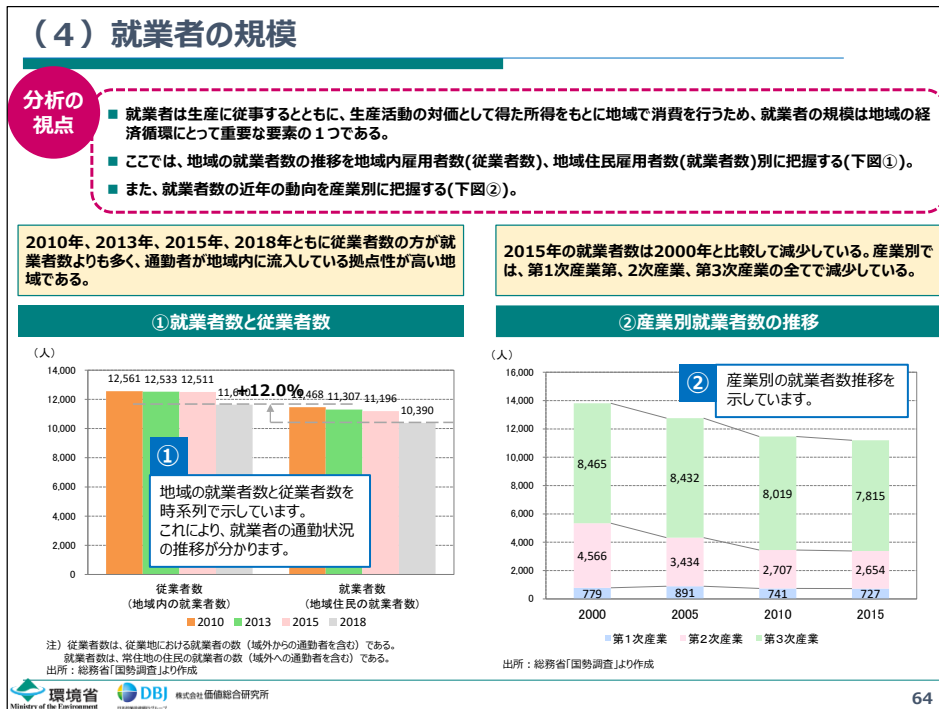 （４）就業者の規模
分析の
視点
■ 就業者は生産に従事するとともに、生産活動の対価として得た所得をもとに地域で消費を行うため、就業者の規模は地域の経
済循環にとって重要な要素の１つである。
■ ここでは、地域の就業者数の推移を地域内雇用者数(従業者数)、地域住民雇用者数(就業者数)別に把握する(下図①)。
■ また、就業者数の近年の動向を産業別に把握する(下図②)。
2010年、2013年、2015年、2018年ともに従業者数の方が就
業者数よりも多く、通勤者が地域内に流入している拠点性が高い地
域である。
①就業者数と従業者数
（人）
14,000
12,000
10,000
8,000
6,000
4,000
2,000
0
12,561 12,533 12,511
+12.0%
11,307 11,196
10,390
①
地域の就業者数と従業者数を
時系列で示しています。
これにより、就業者の通勤状況
の推移が分かります。
従業者数
（地域内の就業者数）
就業者数
（地域住民の就業者数）
■2010 ■2013 ■2015 ■2018
注）従業者数は、従業地における就業者の数（域外からの通勤者を含む）である。
就業者数は、常住地の住民の就業者の数（域外への通勤者を含む）である。
出所：総務省「国勢調査」より作成
2015年の就業者数は2000年と比較して減少している。産業別で
は、第1次産業第、2次産業、第3次産業の全てで減少している。
②産業別就業者数の推移
（人）
16,000
14,000
12,000
10,000
8,000
6,000
4,000
2,000
0
②
産業別の就業者数推移を
示しています。
8,465
8,432
8,019
7,815
4,566
3,434
2,707
2,654
779
891
741
727
2000 2005 2010 2015
■第1次産業 ■第2次産業 ■第3次産業
出所：総務省「国勢調査」より作成
環境省
Ministry of the Environment
DBJ
株式会社価値総合研究所
64